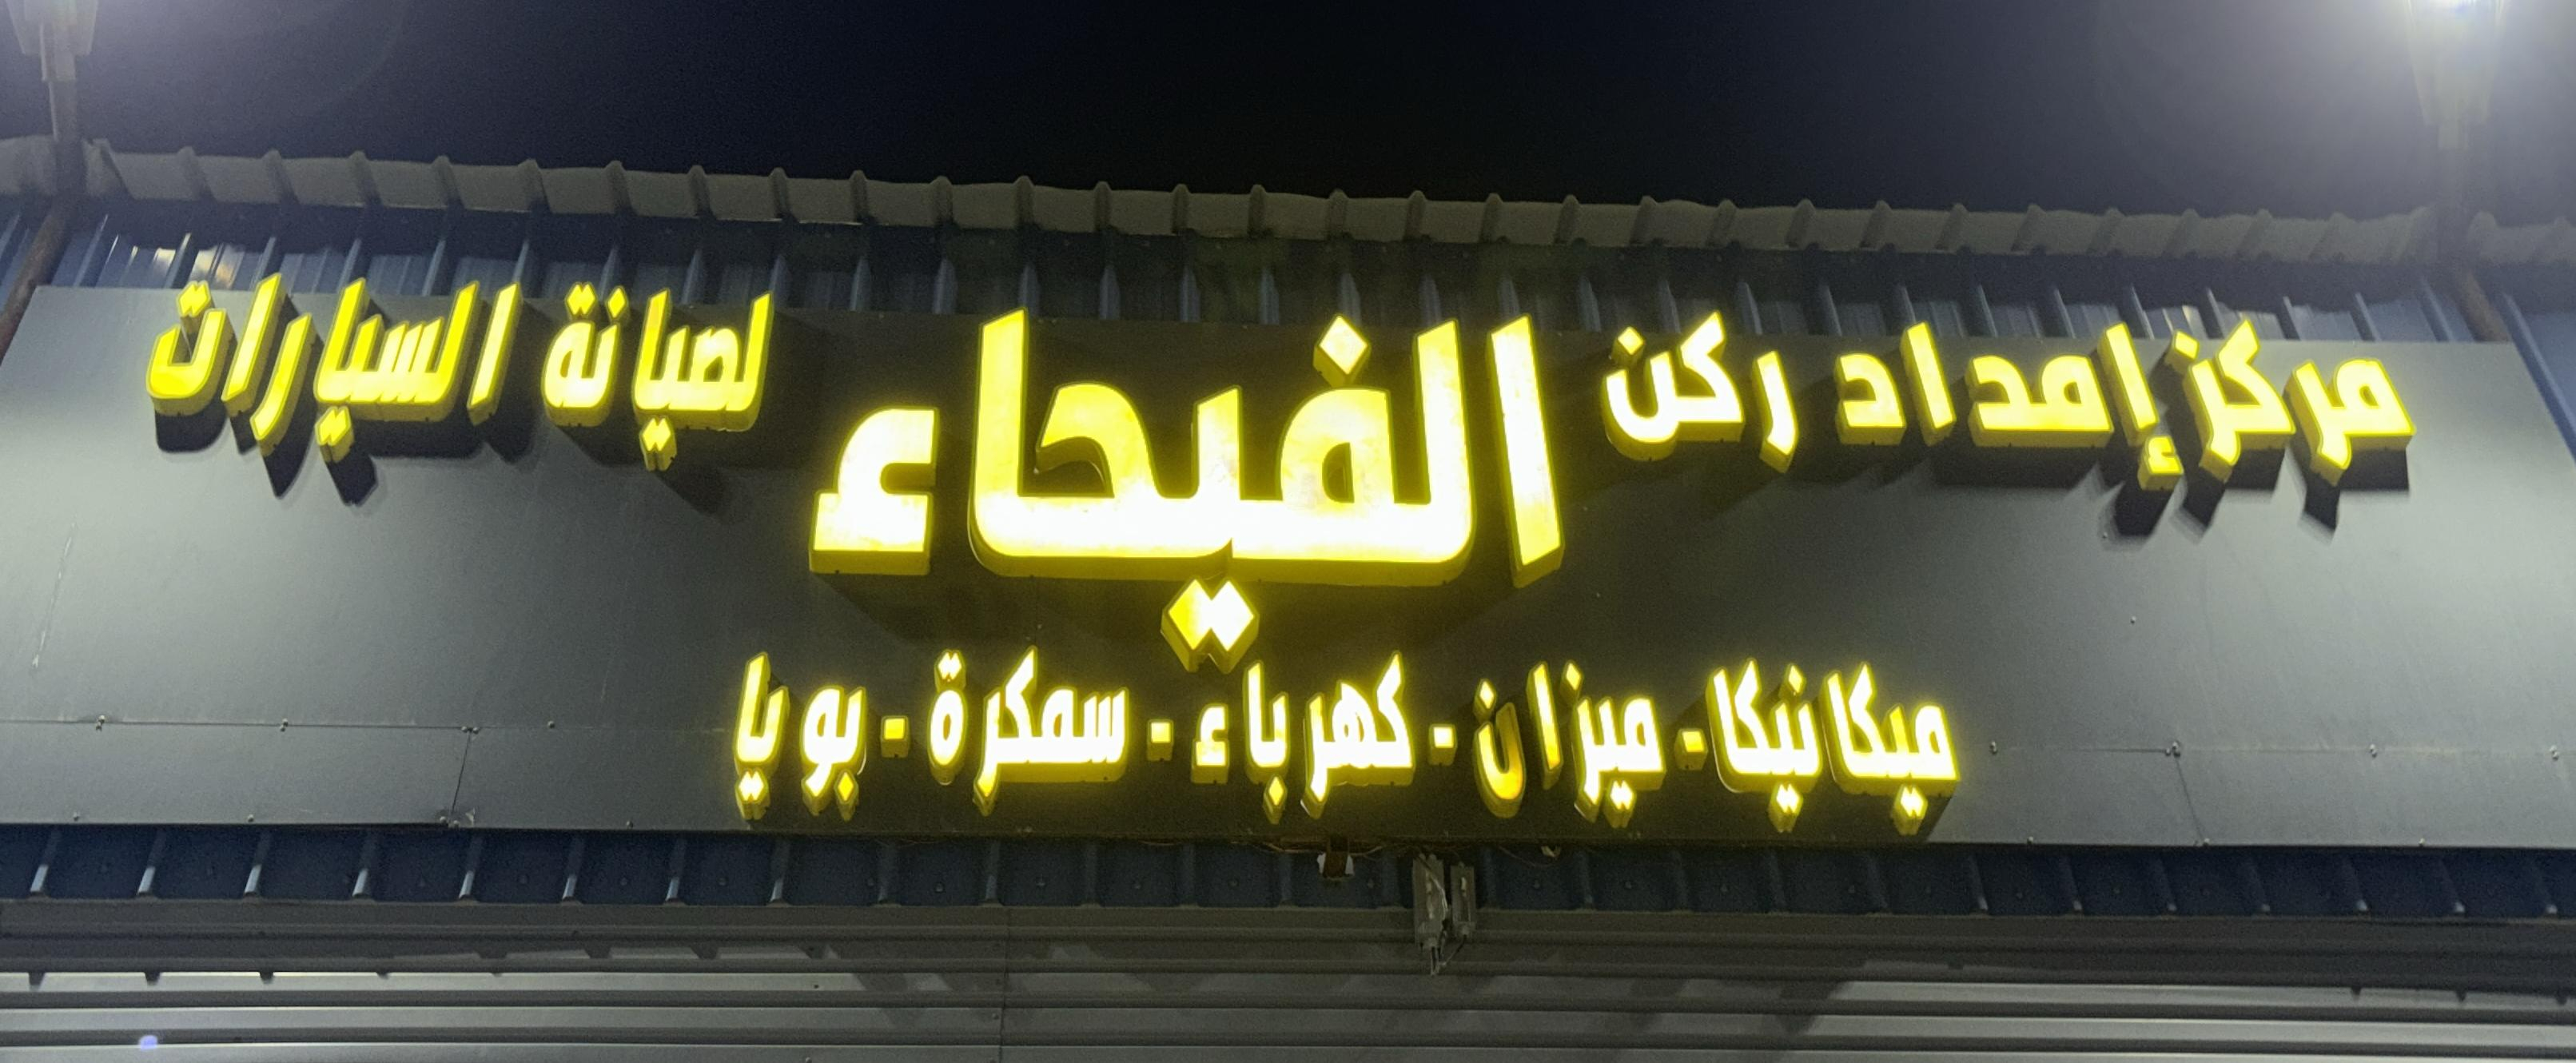 مركز إمداد ركن الفيحاء لصيانة السيارات
ميكانيكا - ميزان - كهرباء - سمكرة - بويا